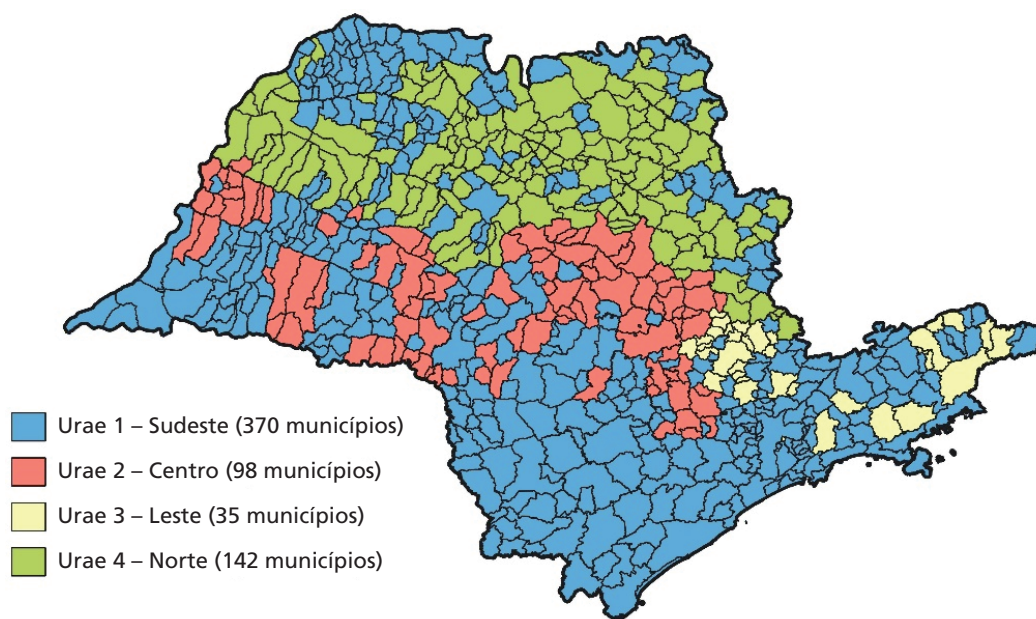 Urae 1 – Sudeste (370 municípios)
Urae 2 – Centro (98 municípios)
Urae 3 – Leste (35 municípios)
Urae 4 – Norte (142 municípios)